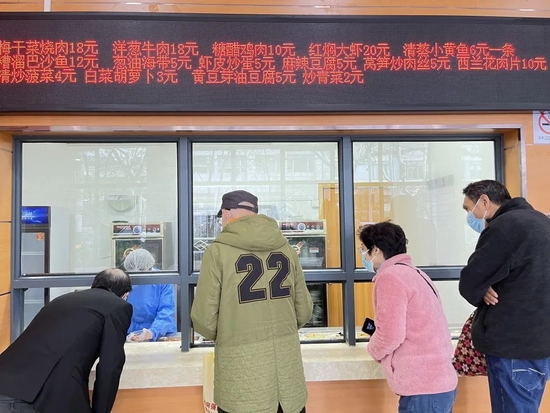 梅干菜烧肉18元 洋葱牛肉18元 糖醋鸡肉10元 红焖大虾20元 清蒸小黄鱼6元一条
糟溜巴沙鱼12元 葱油海带5元 虾皮炒蛋5元 麻辣豆腐5元 莴笋炒肉丝5元 西兰花肉片10元
清炒菠菜4元 白菜胡萝卜3元 黄豆芽油豆腐5元 炒青菜2元
22